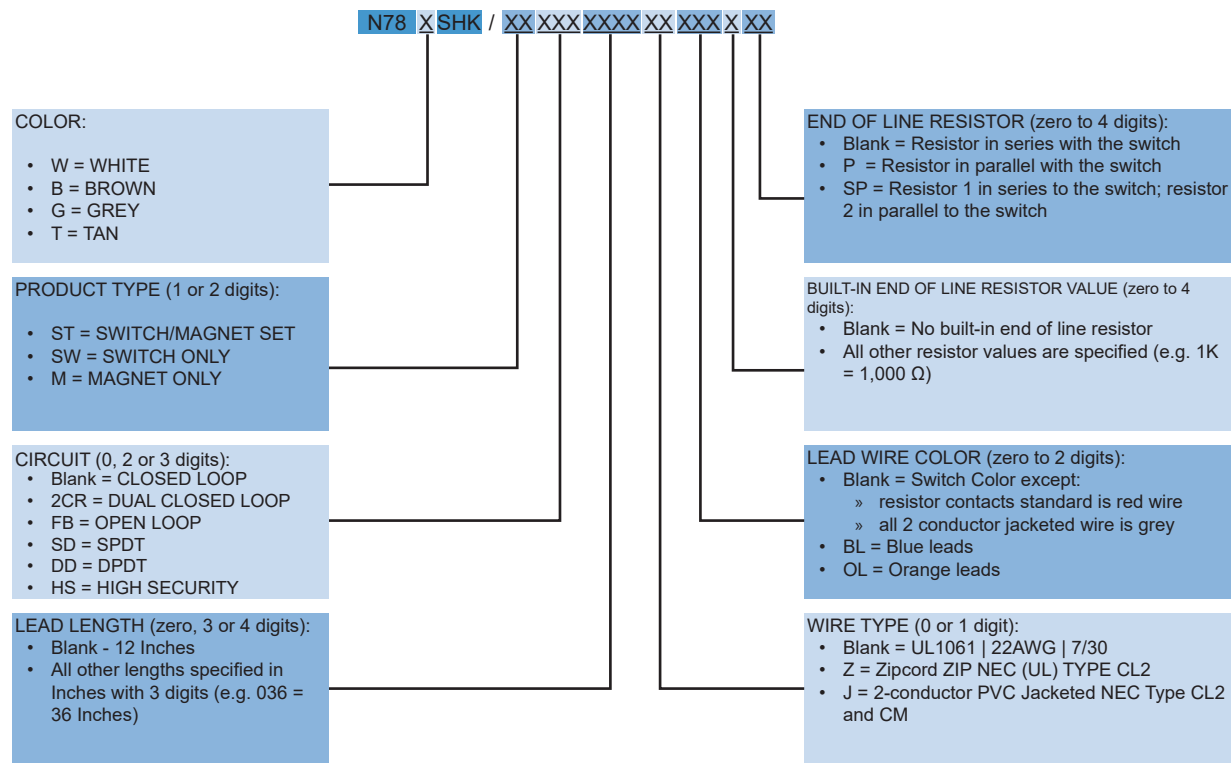 N78 X SHK / XX XXX XXXX XX XXX X XX
COLOR:
• W = WHITE
• B = BROWN
• G = GREY
• T = TAN
PRODUCT TYPE (1 or 2 digits):
• ST = SWITCH/MAGNET SET
• SW = SWITCH ONLY
• M = MAGNET ONLY
CIRCUIT (0, 2 or 3 digits):
• Blank = CLOSED LOOP
• 2CR = DUAL CLOSED LOOP
• FB = OPEN LOOP
• SD = SPDT
• DD = DPDT
• HS = HIGH SECURITY
LEAD LENGTH (zero, 3 or 4 digits):
• Blank - 12 Inches
• All other lengths specified in
Inches with 3 digits (e.g. 036 =
36 Inches)
END OF LINE RESISTOR (zero to 4 digits):
• Blank = Resistor in series with the switch
• P = Resistor in parallel with the switch
• SP = Resistor 1 in series to the switch; resistor
2 in parallel to the switch
BUILT-IN END OF LINE RESISTOR VALUE (zero to 4
digits):
• Blank = No built-in end of line resistor
• All other resistor values are specified (e.g. 1K
= 1,000 Ω)
LEAD WIRE COLOR (zero to 2 digits):
• Blank = Switch Color except:
» resistor contacts standard is red wire
» all 2 conductor jacketed wire is grey
• BL = Blue leads
• OL = Orange leads
WIRE TYPE (0 or 1 digit):
• Blank = UL1061 | 22AWG | 7/30
• Z = Zipcord ZIP NEC (UL) TYPE CL2
• J = 2-conductor PVC Jacketed NEC Type CL2
and CM